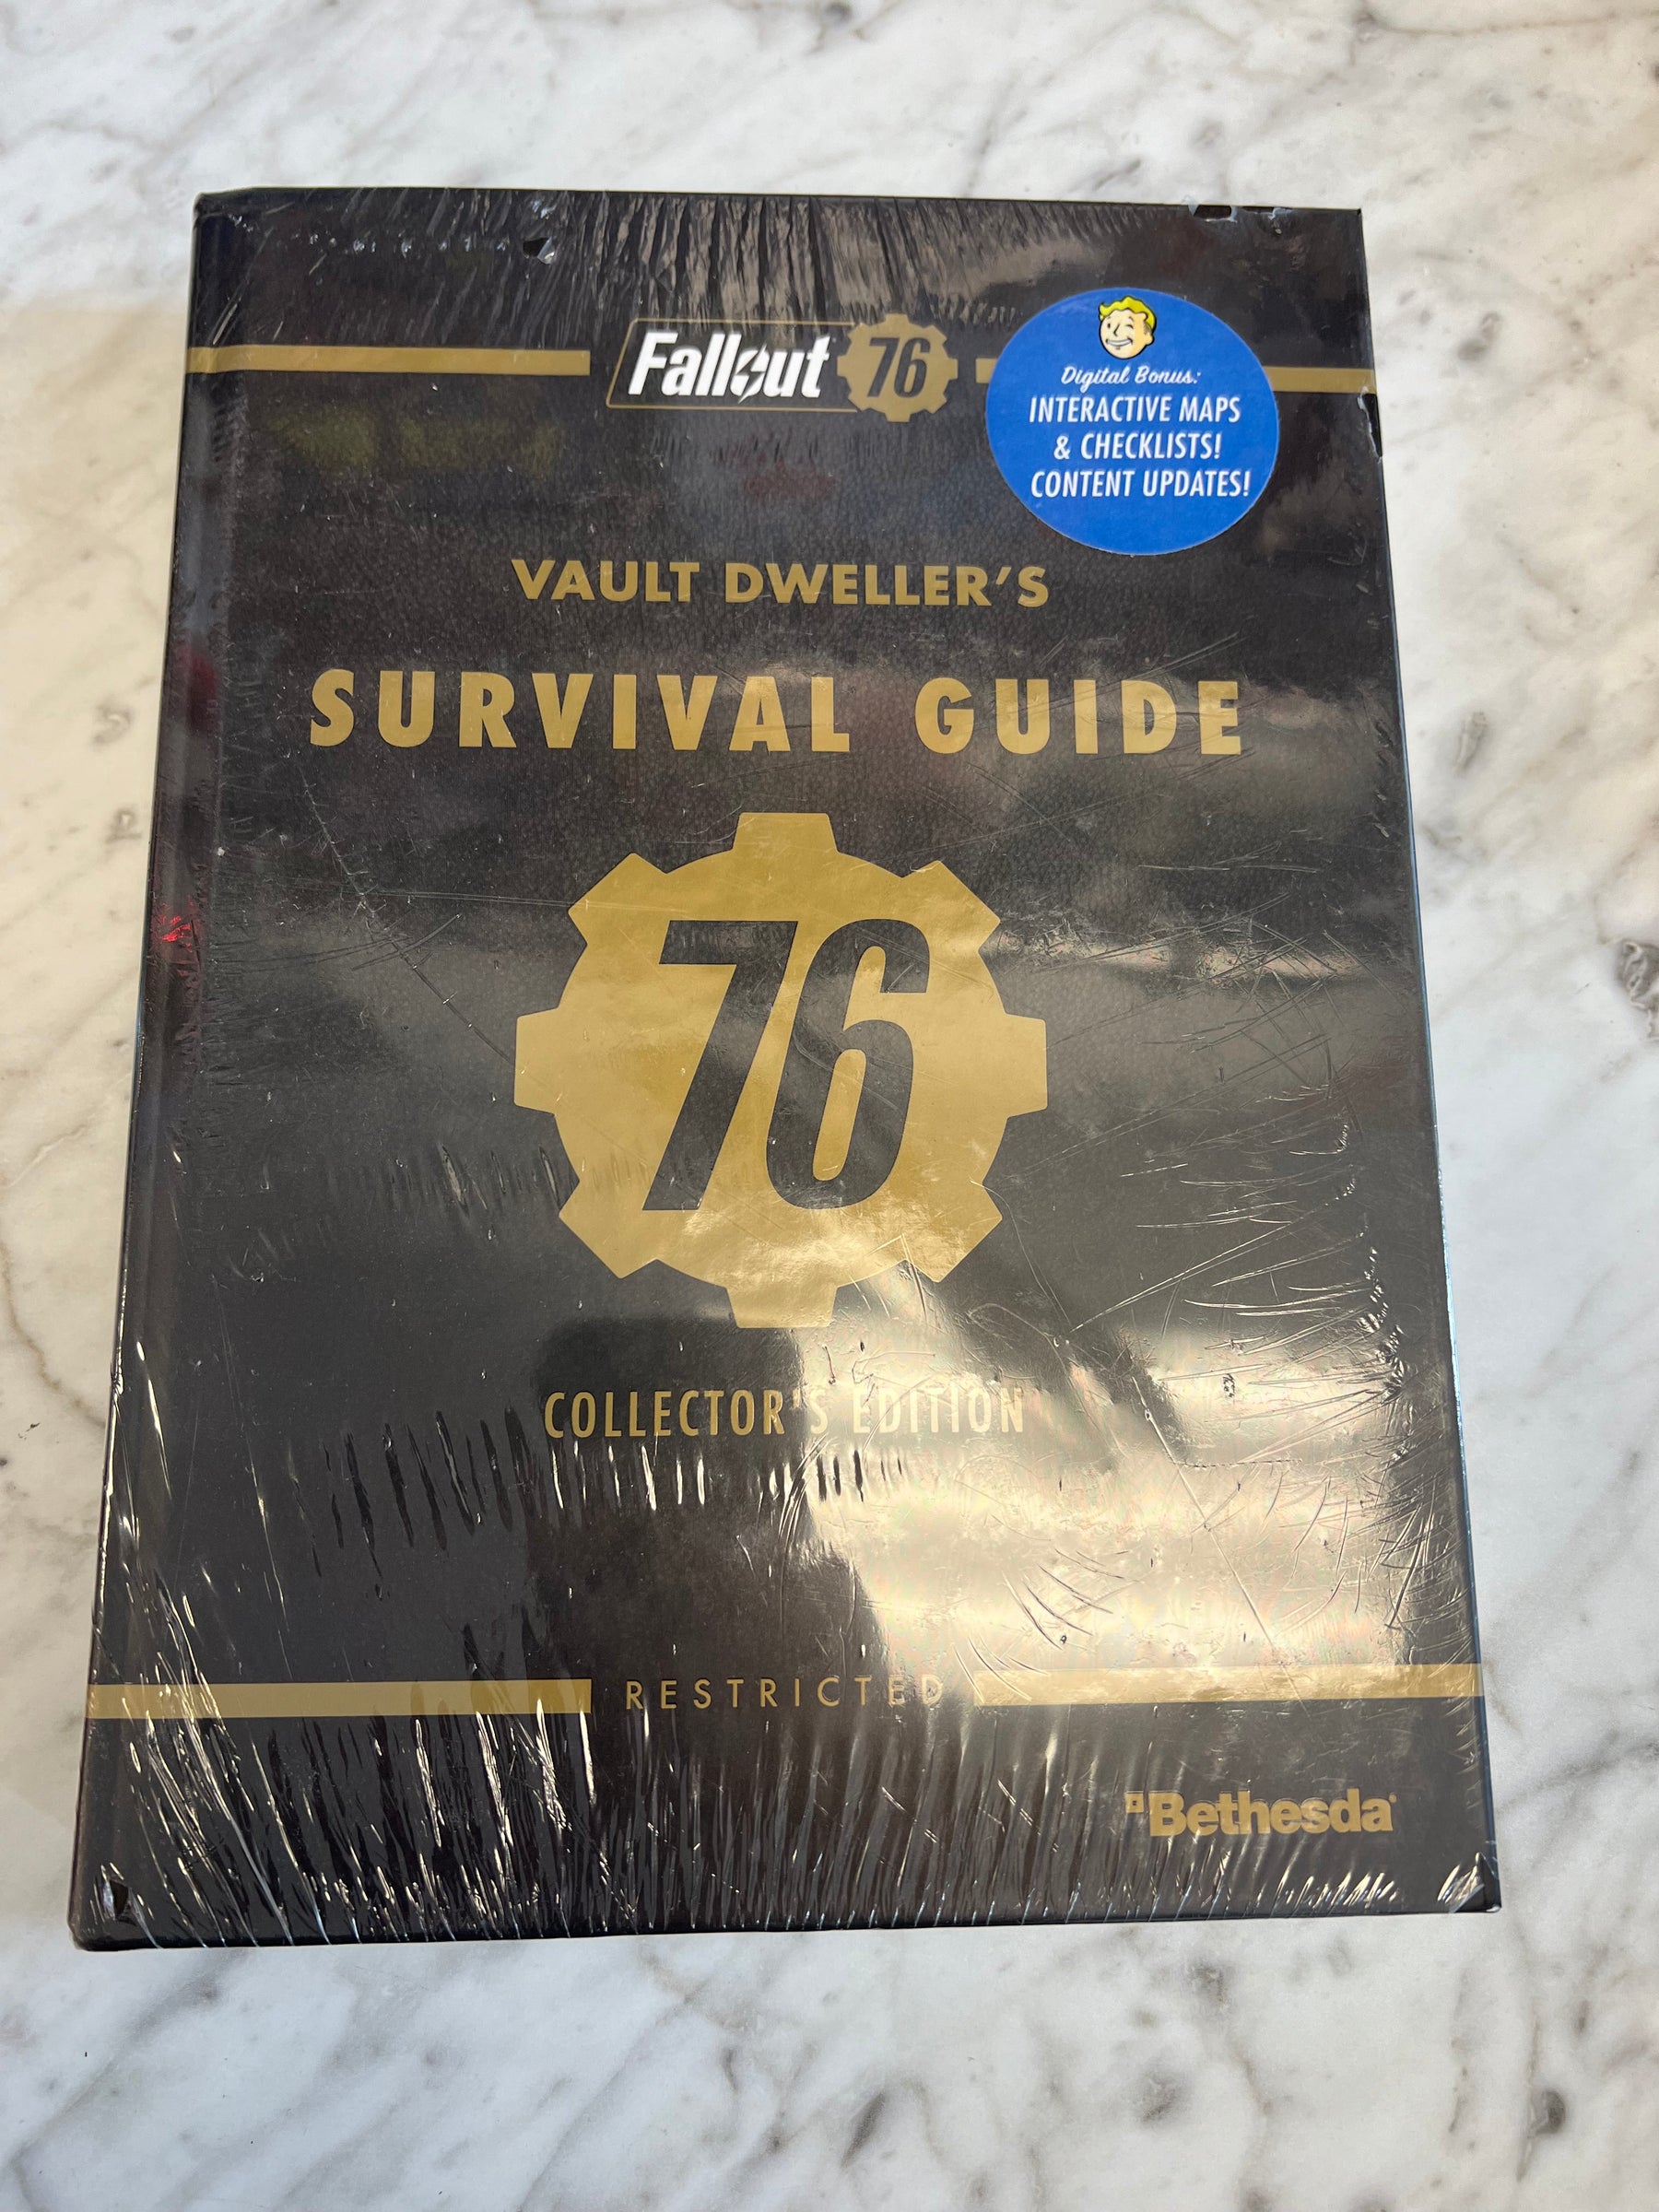 Fallout 76
Digital Bonus:
INTERACTIVE MAPS
& CHECKLISTS!
CONTENT UPDATES!
VAULT DWELLER'S
SURVIVAL GUIDE
76
COLLECTOR'S EDITION
RESTRICTED
Bethesda